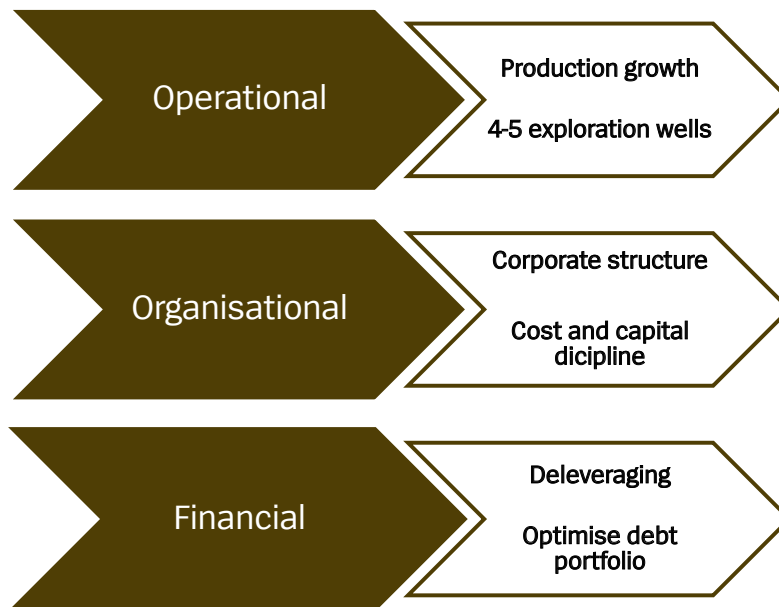 Operational
Production growth
4-5 exploration wells
Organisational
Corporate structure
Cost and capital
dicipline
Financial
Deleveraging
Optimise debt
portfolio